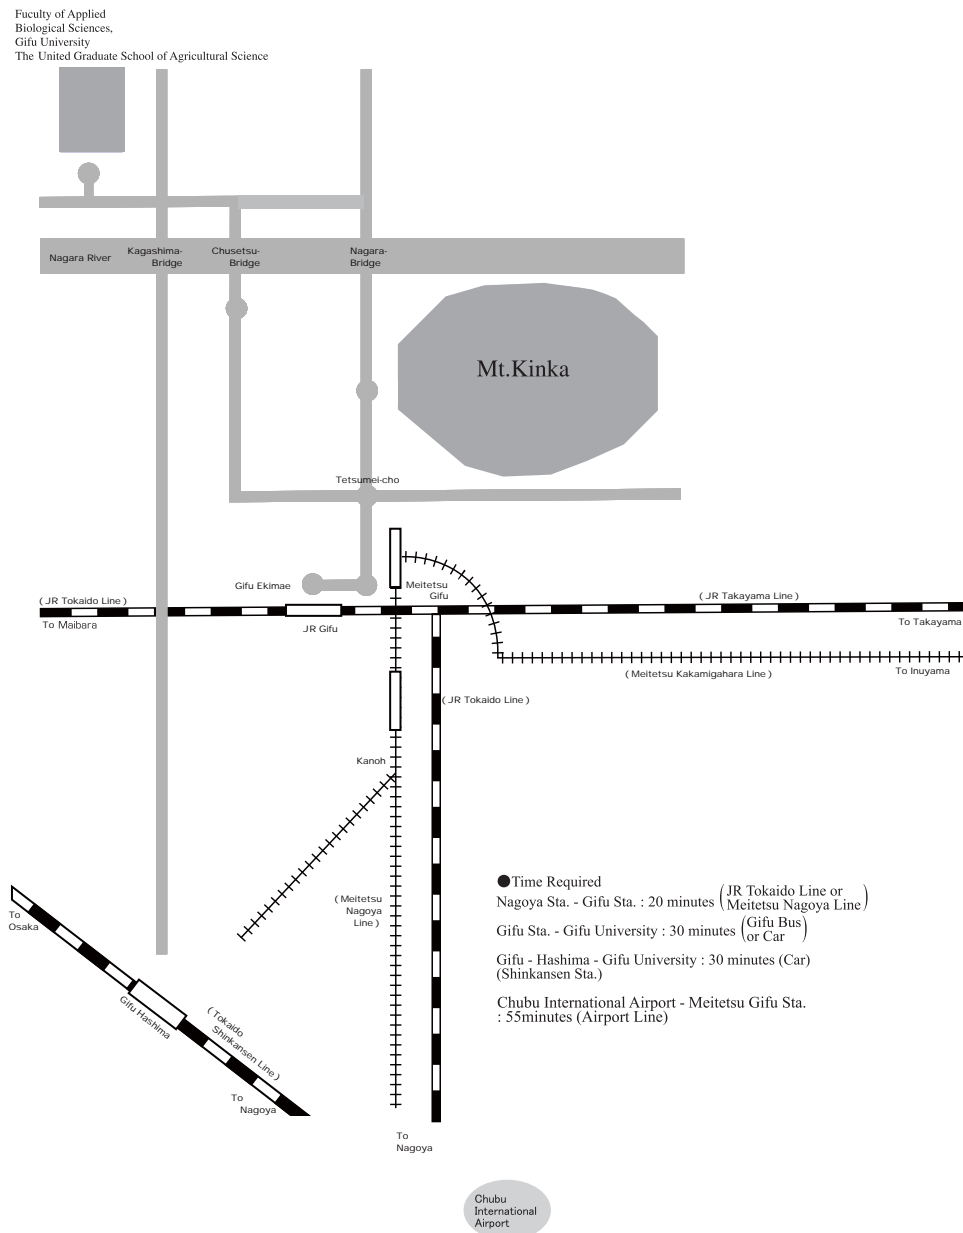 Fuculty of Applied
Biological Sciences,
Gifu University
The United Graduate School of Agricultural Science
Nagara River
Kagashima-
Bridge
Chusetsu-
Bridge
Nagara-
Bridge
Mt.Kinka
Tetsumei-cho
Gifu Ekimae
Meitetsu
Gifu
( JR Tokaido Line )
To Maibara
JR Gifu
( JR Takayama Line )
To Takayama
( Meitetsu Kakamigahara Line )
To Inuyama
( JR Tokaido Line )
Kanoh
( Meitetsu
Nagoya
Line )
To
Osaka
Gifu Hashima
( Tokaido
Shinkansen Line )
To
Nagoya
●Time Required
Nagoya Sta. - Gifu Sta. : 20 minutes (JR Tokaido Line or
Meitetsu Nagoya Line)
Gifu Sta. - Gifu University : 30 minutes (Gifu Bus
or Car)
Gifu - Hashima - Gifu University : 30 minutes (Car)
(Shinkansen Sta.)
Chubu International Airport - Meitetsu Gifu Sta.
: 55minutes (Airport Line)
To
Nagoya
Chubu
International
Airport